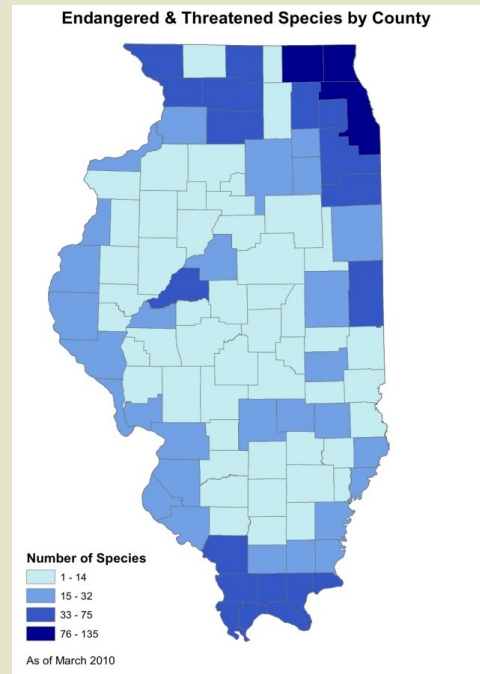 Endangered & Threatened Species by County
Number of Species
1 - 14
15 - 32
33 - 75
76 - 135
As of March 2010